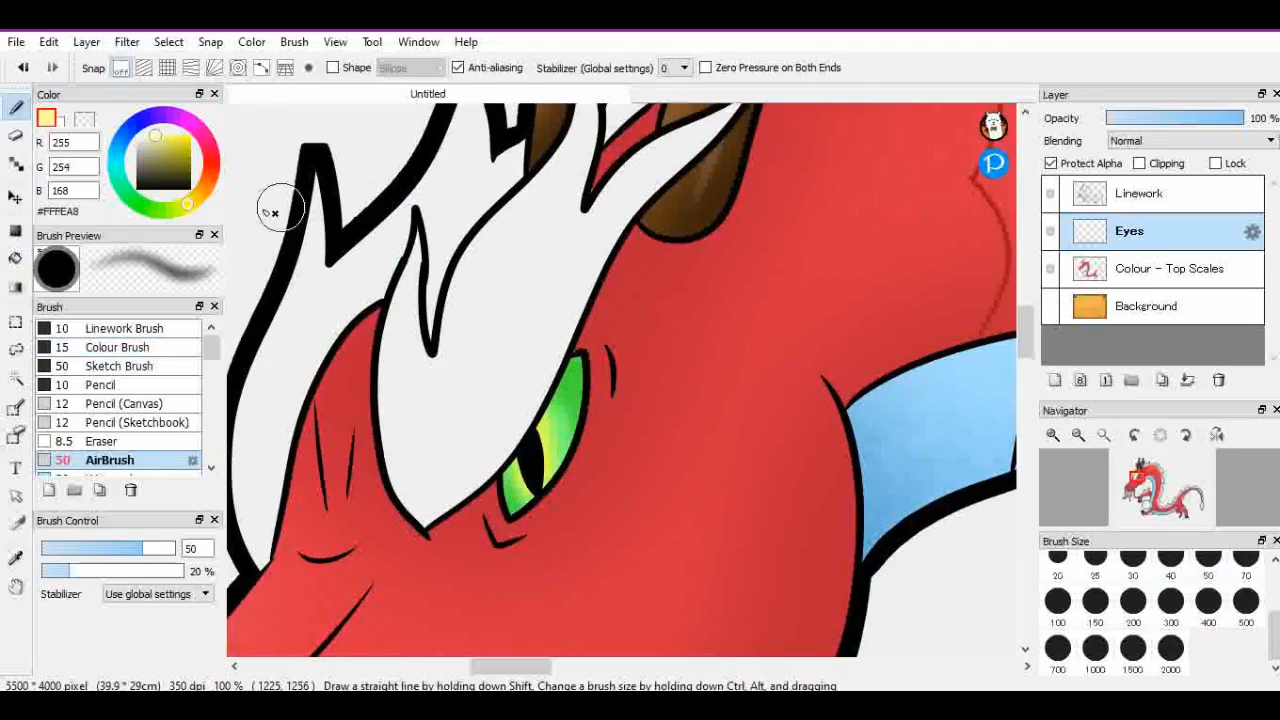 File Edit Layer Filter Select Snap Color Brush View Tool Window Help
Snap off Shape Ellipse Anti-aliasing Stabilizer (Global settings) 0 Zero Pressure on Both Ends
Color
Untitled
Layer
R 255
G 254
B 168
#FFFEA8
Opacity 100 %
Blending Normal
Protect Alpha Clipping Lock
Linework
Eyes
Colour - Top Scales
Background
Brush Preview
Brush
10 Linework Brush
15 Colour Brush
50 Sketch Brush
10 Pencil
12 Pencil (Canvas)
12 Pencil (Sketchbook)
8.5 Eraser
50 AirBrush
Brush Control
50
20 %
Stabilizer Use global settings
Navigator
Brush Size
20 25 30 40 50 70
100 150 200 300 400 500
700 1000 1500 2000
5500 * 4000 pixel (39.9 * 29cm) 350 dpi 100 % ( 1225, 1256 ) Draw a straight line by holding down Shift, Change a brush size by holding down Ctrl, Alt, and dragging